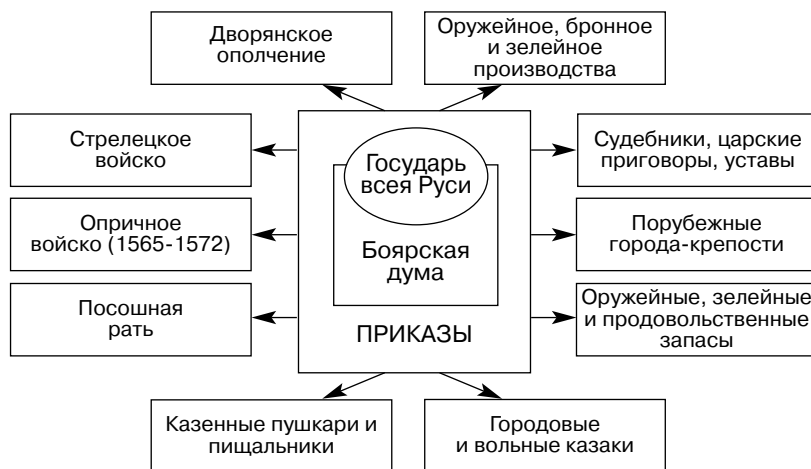 Дворянское
ополчение
Оружейное, бронное
и зелейное
производства
Стрелецкое
войско
Государь
всея Руси
Судебники, царские
приговоры, уставы
Опричное
войско (1565-1572)
Боярская
дума
Порубежные
города-крепости
Посошная
рать
ПРИКАЗЫ
Оружейные, зелейные
и продовольственные
запасы
Казенные пушкари и
пищальники
Городовые
и вольные казаки